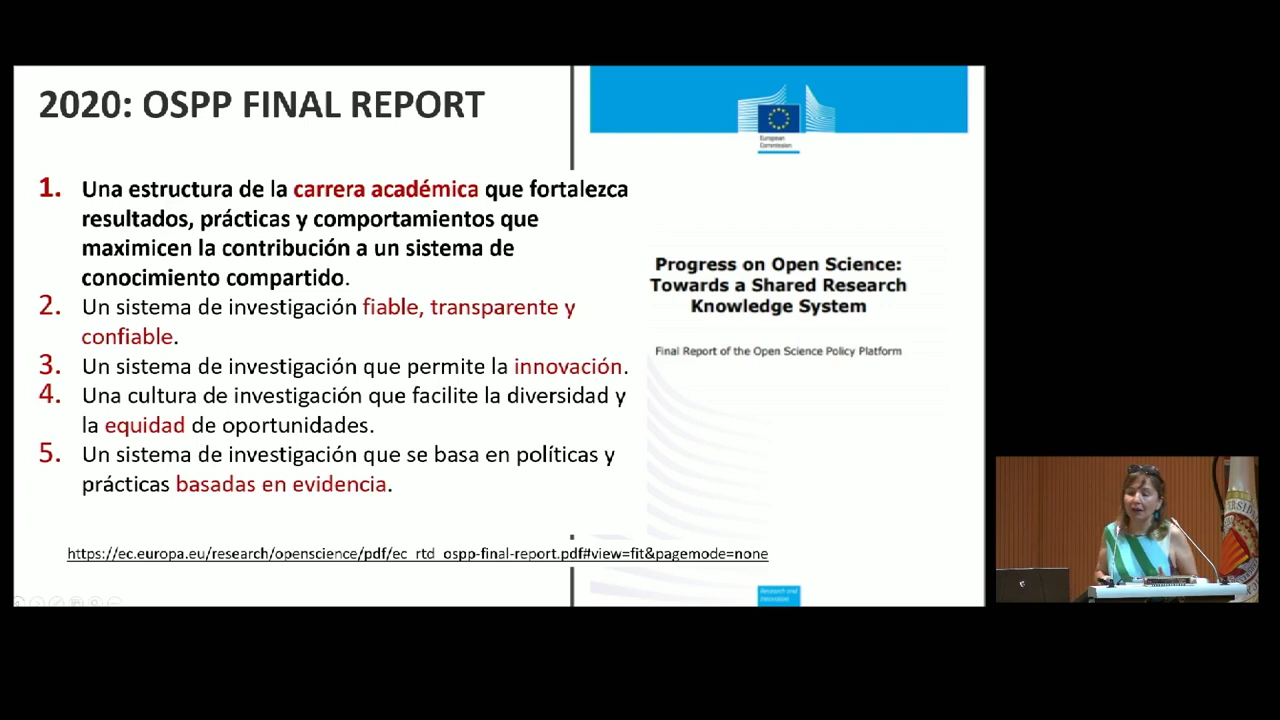 2020: OSPP FINAL REPORT
1. Una estructura de la carrera académica que fortalezca
resultados, prácticas y comportamientos que
maximicen la contribución a un sistema de
conocimiento compartido.
2. Un sistema de investigación fiable, transparente y
confiable.
3. Un sistema de investigación que permite la innovación.
4. Una cultura de investigación que facilite la diversidad y
la equidad de oportunidades.
5. Un sistema de investigación que se basa en políticas y
prácticas basadas en evidencia.
https://ec.europa.eu/research/openscience/pdf/ec_rtd_ospp-final-report.pdf#view=fit&pagemode=none
European
Commission
Progress on Open Science:
Towards a Shared Research
Knowledge System
Final Report of the Open Science Policy Platform
Research and
Innovation